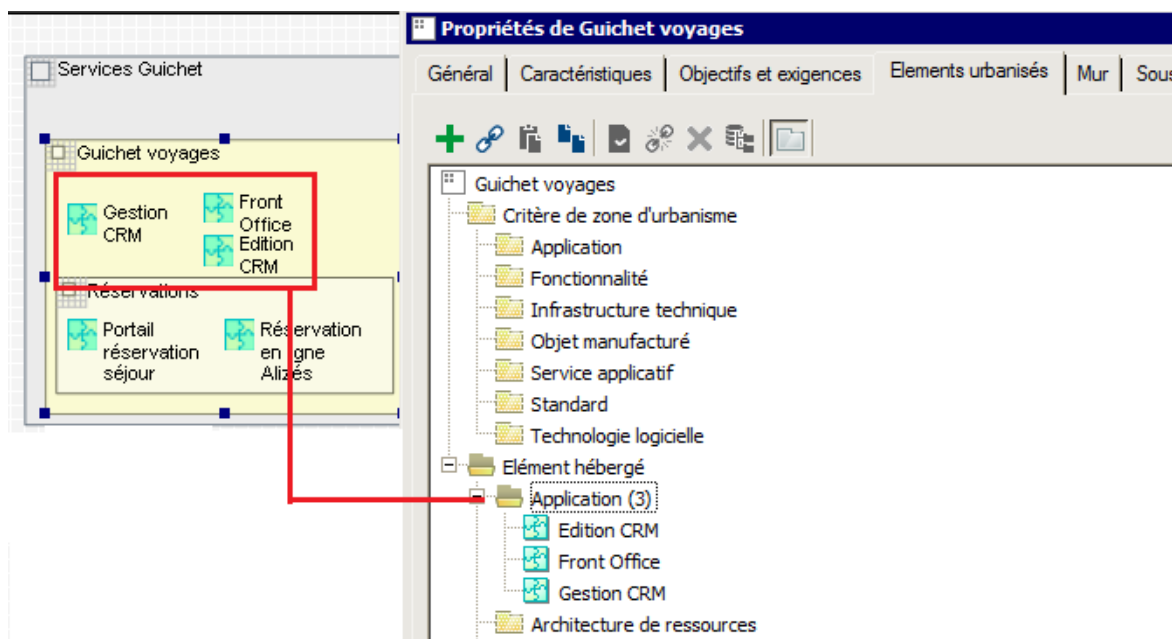 Services Guichet
Guichet voyages
Gestion
CRM
Front
Office
Edition
CRM
Réservations
Portail
réservation
séjour
Réservation
en ligne
Alizés
Propriétés de Guichet voyages
Général
Caractéristiques
Objectifs et exigences
Elements urbanisés
Mur
Sous
Guichet voyages
Critère de zone d'urbanisme
Application
Fonctionnalité
Infrastructure technique
Objet manufacturé
Service applicatif
Standard
Technologie logicielle
Elément hébergé
Application (3)
Edition CRM
Front Office
Gestion CRM
Architecture de ressources